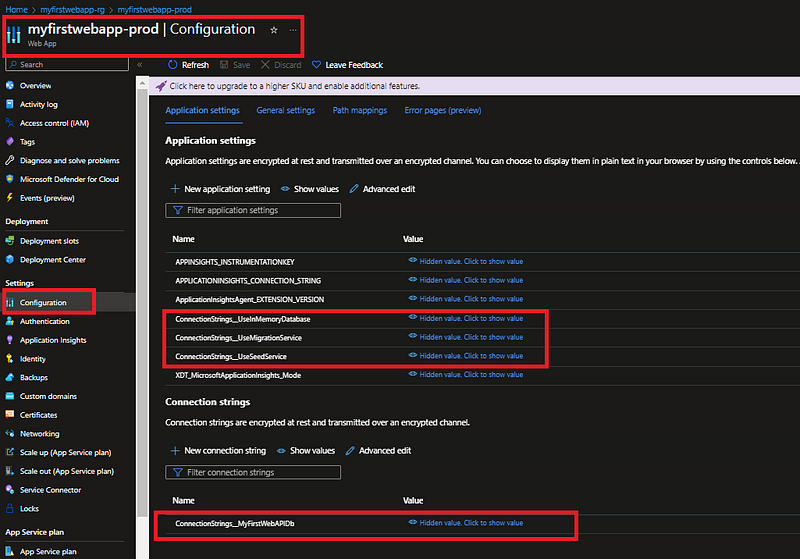 Home > myfirstwebapp-rg > myfirstwebapp-prod
myfirstwebapp-prod | Configuration ☆ ...
Web App
Search «
Refresh Save Discard Leave Feedback
Click here to upgrade to a higher SKU and enable additional features.
Overview
Activity log
Access control (IAM)
Tags
Diagnose and solve problems
Microsoft Defender for Cloud
Events (preview)
Deployment
Deployment slots
Deployment Center
Settings
Configuration
Authentication
Application Insights
Identity
Backups
Custom domains
Certificates
Networking
Scale up (App Service plan)
Scale out (App Service plan)
Service Connector
Locks
App Service plan
App Service plan
Application settings General settings Path mappings Error pages (preview)
Application settings
Application settings are encrypted at rest and transmitted over an encrypted channel. You can choose to display them in plain text in your browser by using the controls below.
New application setting Show values Advanced edit
Filter application settings
Name Value
APPINSIGHTS_INSTRUMENTATIONKEY Hidden value. Click to show value
APPLICATIONINSIGHTS_CONNECTION_STRING Hidden value. Click to show value
ApplicationInsightsAgent_EXTENSION_VERSION Hidden value. Click to show value
ConnectionStrings__UseInMemoryDatabase Hidden value. Click to show value
ConnectionStrings__UseMigrationService Hidden value. Click to show value
ConnectionStrings__UseSeedService Hidden value. Click to show value
XDT_MicrosoftApplicationInsights_Mode Hidden value. Click to show value
Connection strings
Connection strings are encrypted at rest and transmitted over an encrypted channel.
New connection string Show values Advanced edit
Filter connection strings
Name Value
ConnectionStrings__MyFirstWebAPIDb Hidden value. Click to show value